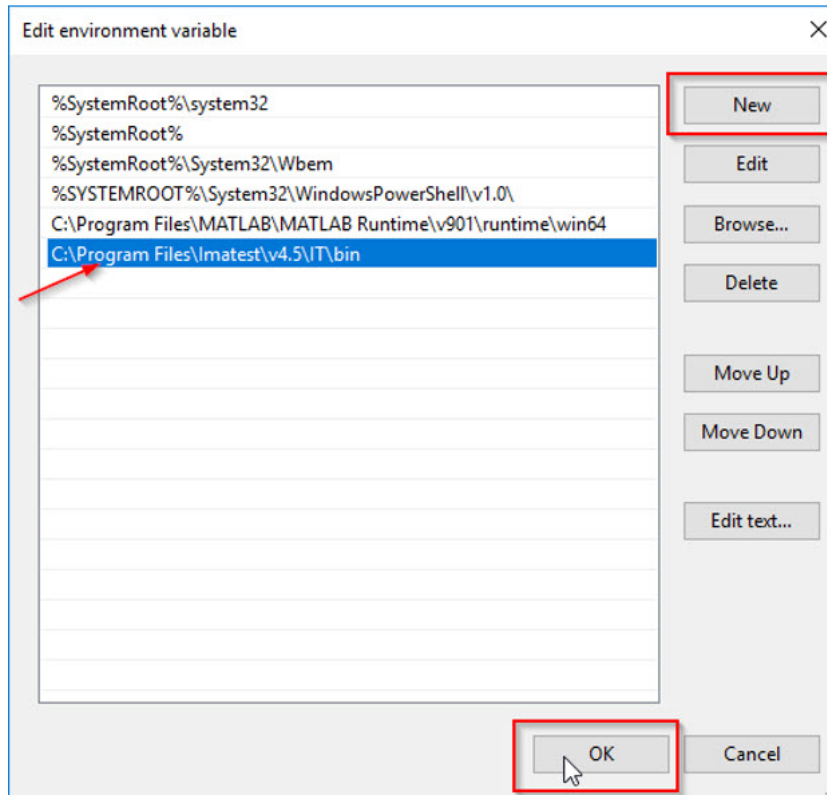 Edit environment variable
%SystemRoot%\system32
%SystemRoot%
%SystemRoot%\System32\Wbem
%SYSTEMROOT%\System32\WindowsPowerShell\v1.0\
C:\Program Files\MATLAB\MATLAB Runtime\v901\runtime\win64
C:\Program Files\Imatest\v4.5\IT\bin
New
Edit
Browse...
Delete
Move Up
Move Down
Edit text...
OK
Cancel